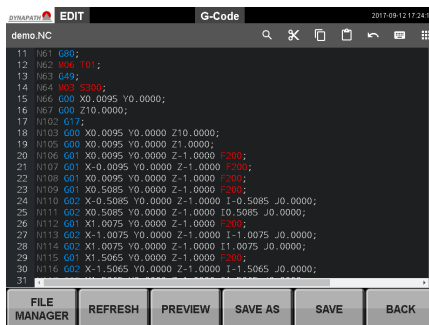 DYNAPATH EDIT G-Code 2017-09-12 17:24:1
demo.NC
11 N61 G80;
12 N62 M06 T01;
13 N63 G49;
14 N64 M03 S300;
15 N66 G00 X0.0095 Y0.0000;
16 N67 G00 Z10.0000;
17 N102 G17;
18 N103 G00 X0.0095 Y0.0000 Z10.0000;
19 N105 G00 X0.0095 Y0.0000 Z1.0000;
20 N106 G01 X0.0095 Y0.0000 Z-1.0000 F200;
21 N107 G01 X-0.0095 Y0.0000 Z-1.0000 F200;
22 N108 G01 X0.0095 Y0.0000 Z-1.0000 F200;
23 N109 G01 X0.5085 Y0.0000 Z-1.0000 F200;
24 N110 G02 X-0.5085 Y0.0000 Z-1.0000 I-0.5085 J0.0000;
25 N111 G02 X0.5085 Y0.0000 Z-1.0000 I0.5085 J0.0000;
26 N112 G01 X1.0075 Y0.0000 Z-1.0000 F200;
27 N113 G02 X-1.0075 Y0.0000 Z-1.0000 I-1.0075 J0.0000;
28 N114 G02 X1.0075 Y0.0000 Z-1.0000 I1.0075 J0.0000;
29 N115 G01 X1.5065 Y0.0000 Z-1.0000 F200;
30 N116 G02 X-1.5065 Y0.0000 Z-1.0000 I-1.5065 J0.0000;
31
FILE MANAGER REFRESH PREVIEW SAVE AS SAVE BACK